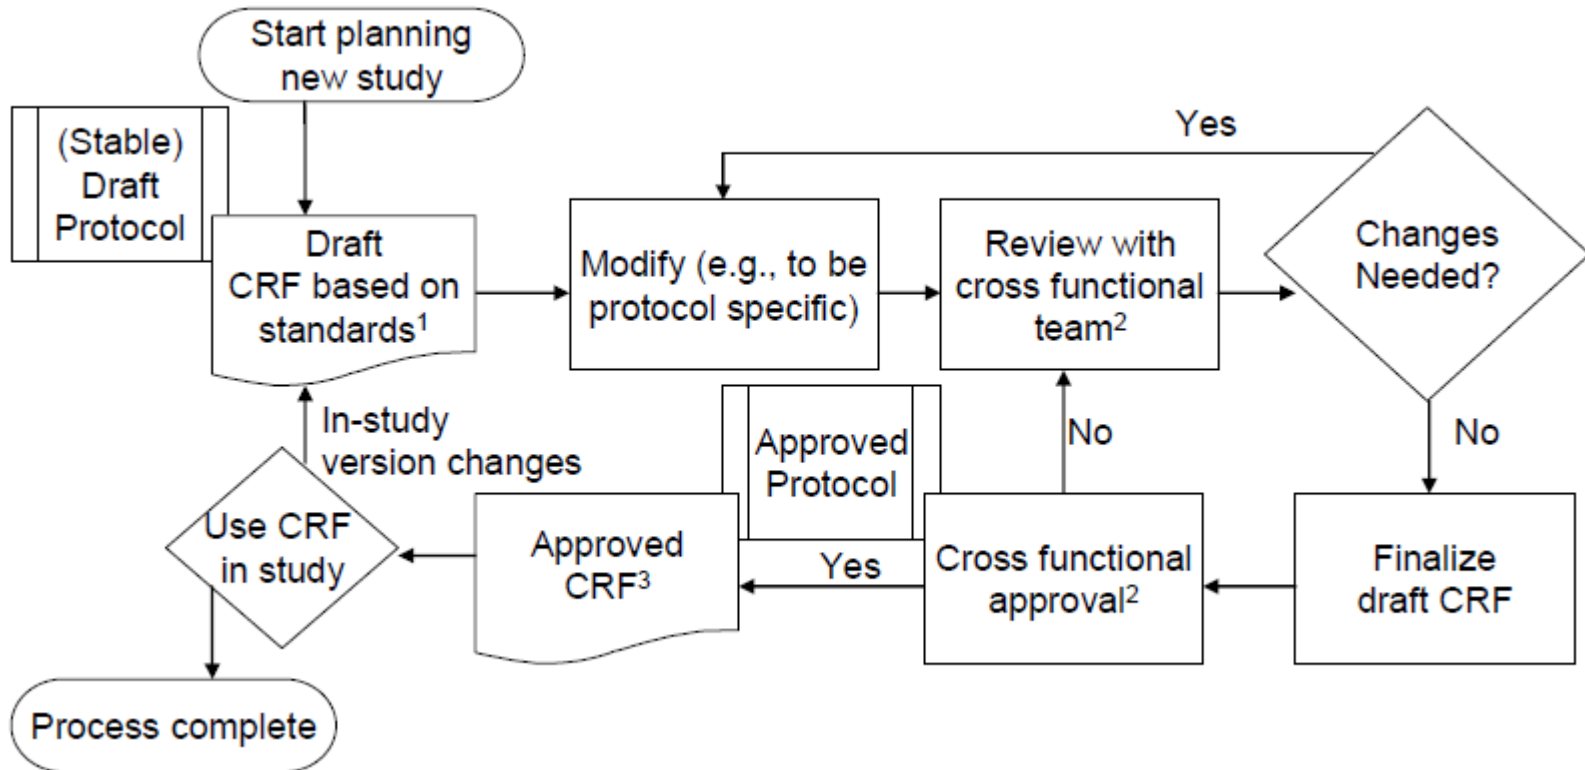 Start planning
new study
(Stable)
Draft
Protocol
Draft
CRF based on
standards¹
Modify (e.g., to be
protocol specific)
Review with
cross functional
team²
Yes
Changes
Needed?
No
Finalize
draft CRF
Cross functional
approval²
No
Approved
Protocol
Yes
Approved
CRF³
In-study
version changes
Use CRF
in study
Process complete